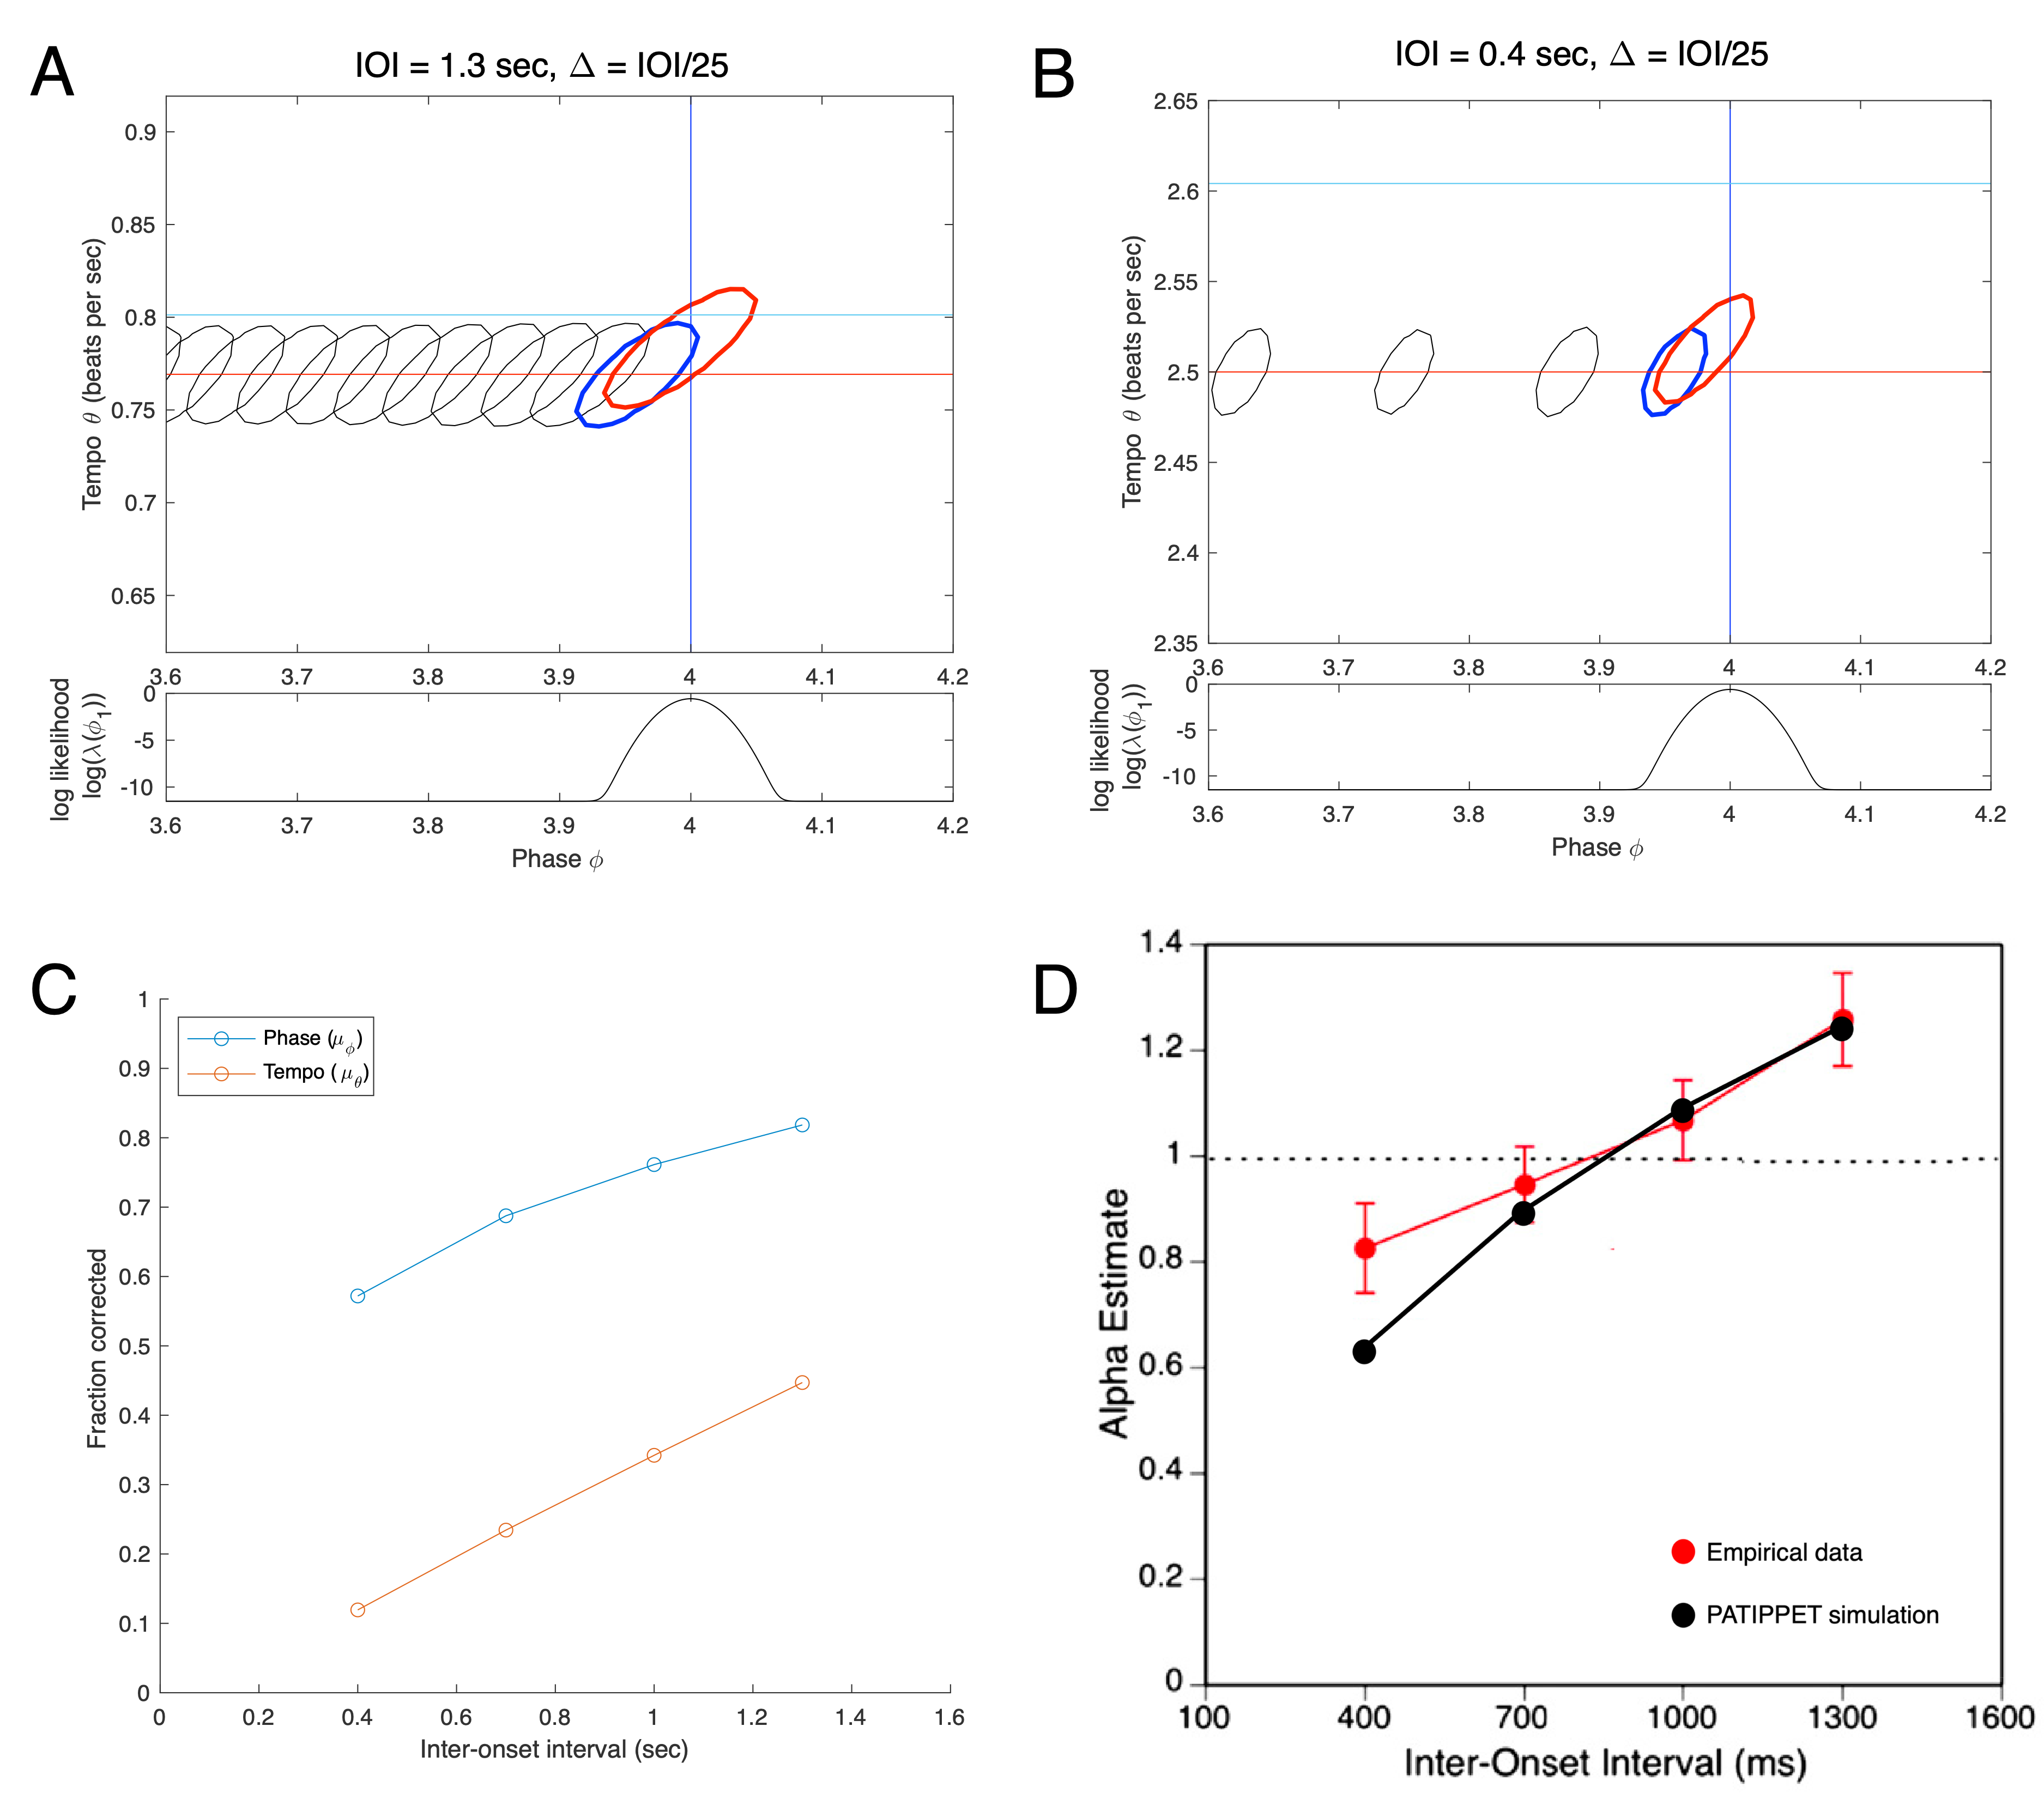 A
IOI = 1.3 sec, Δ = IOI/25
Tempo θ (beats per sec)
0.9
0.85
0.8
0.75
0.7
0.65
3.6 3.7 3.8 3.9 4 4.1 4.2
log likelihood
log(λ(ϕ₁))
0
-5
-10
3.6 3.7 3.8 3.9 4 4.1 4.2
Phase ϕ
B
IOI = 0.4 sec, Δ = IOI/25
Tempo θ (beats per sec)
2.65
2.6
2.55
2.5
2.45
2.4
2.35
3.6 3.7 3.8 3.9 4 4.1 4.2
log likelihood
log(λ(ϕ₁))
0
-5
-10
3.6 3.7 3.8 3.9 4 4.1 4.2
Phase ϕ
C
Fraction corrected
1
0.9
0.8
0.7
0.6
0.5
0.4
0.3
0.2
0.1
0
Phase (μ_ϕ)
Tempo (μ_θ)
0 0.2 0.4 0.6 0.8 1 1.2 1.4 1.6
Inter-onset interval (sec)
D
Alpha Estimate
1.4
1.2
1
0.8
0.6
0.4
0.2
0
Empirical data
PATIPPET simulation
100 400 700 1000 1300 1600
Inter-Onset Interval (ms)